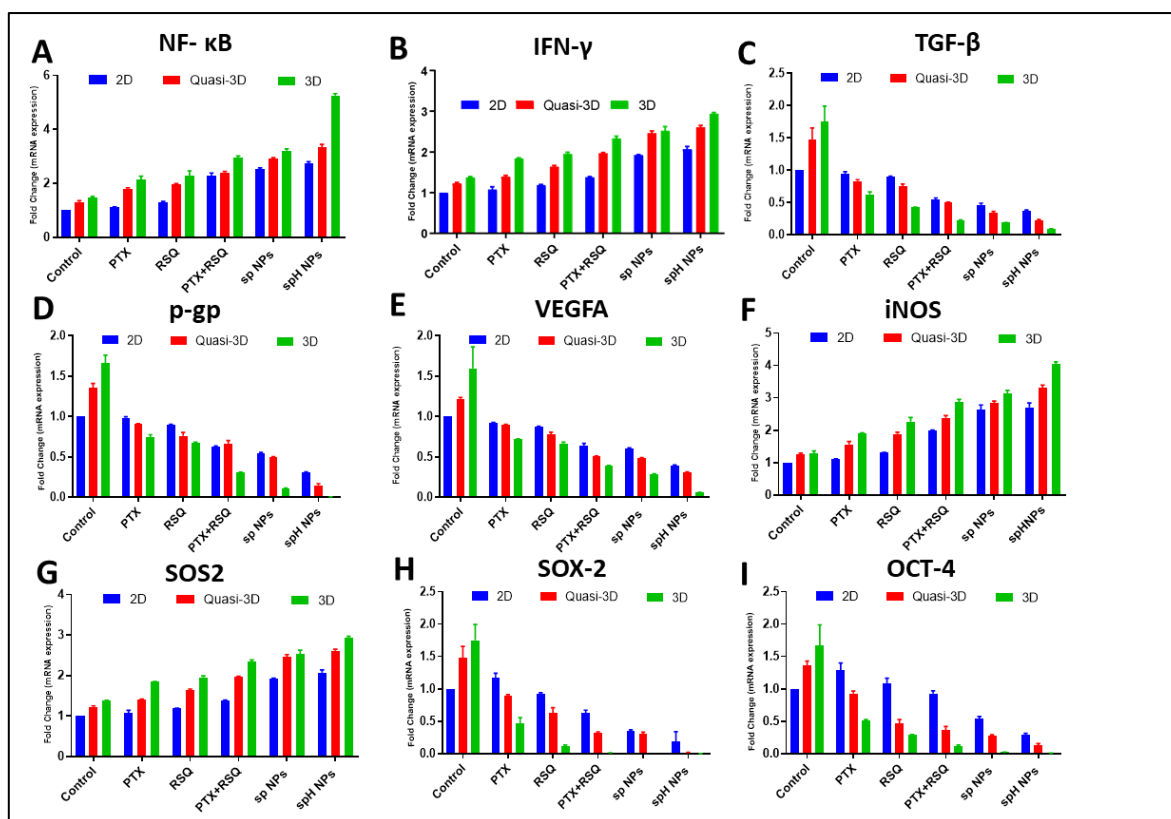 A
NF- κB
2D Quasi-3D 3D
Fold Change (mRNA expression)
6
4
2
0
Control PTX RSQ PTX+RSQ sp NPs spH NPs
B
IFN-γ
2D Quasi-3D 3D
Fold Change (mRNA expression)
4
3
2
1
0
Control PTX RSQ PTX+RSQ sp NPs spH NPs
C
TGF-β
2D Quasi-3D 3D
Fold Change (mRNA expression)
2.0
1.5
1.0
0.5
0.0
Control PTX RSQ PTX+RSQ sp NPs spH NPs
D
p-gp
2D Quasi-3D 3D
Fold Change (mRNA expression)
2.0
1.5
1.0
0.5
0.0
Control PTX RSQ PTX+RSQ sp NPs spH NPs
E
VEGFA
2D Quasi-3D 3D
Fold Change (mRNA expression)
2.0
1.5
1.0
0.5
0.0
Control PTX RSQ PTX+RSQ sp NPs spH NPs
F
iNOS
2D Quasi-3D 3D
Fold Change (mRNA expression)
5
4
3
2
1
0
Control PTX RSQ PTX+RSQ sp NPs spHNPs
G
SOS2
2D Quasi-3D 3D
Fold Change (mRNA expression)
4
3
2
1
0
Control PTX RSQ PTX+RSQ sp NPs spH NPs
H
SOX-2
2D Quasi-3D 3D
Fold Change (mRNA expression)
2.5
2.0
1.5
1.0
0.5
0.0
Control PTX RSQ PTX+RSQ sp NPs spH NPs
I
OCT-4
2D Quasi-3D 3D
Fold Change (mRNA expression)
2.5
2.0
1.5
1.0
0.5
0.0
Control PTX RSQ PTX+RSQ sp NPs spH NPs